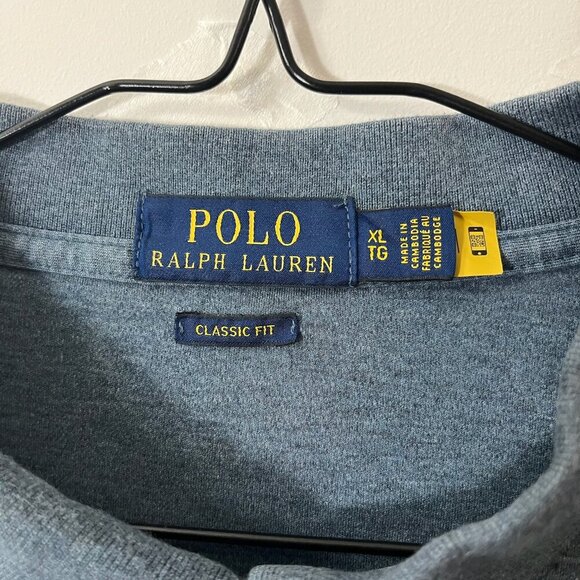 POLO
RALPH LAUREN
XL
TG
MADE IN
CAMBODIA
FABRIQUÉ AU
CAMBODGE
CLASSIC FIT